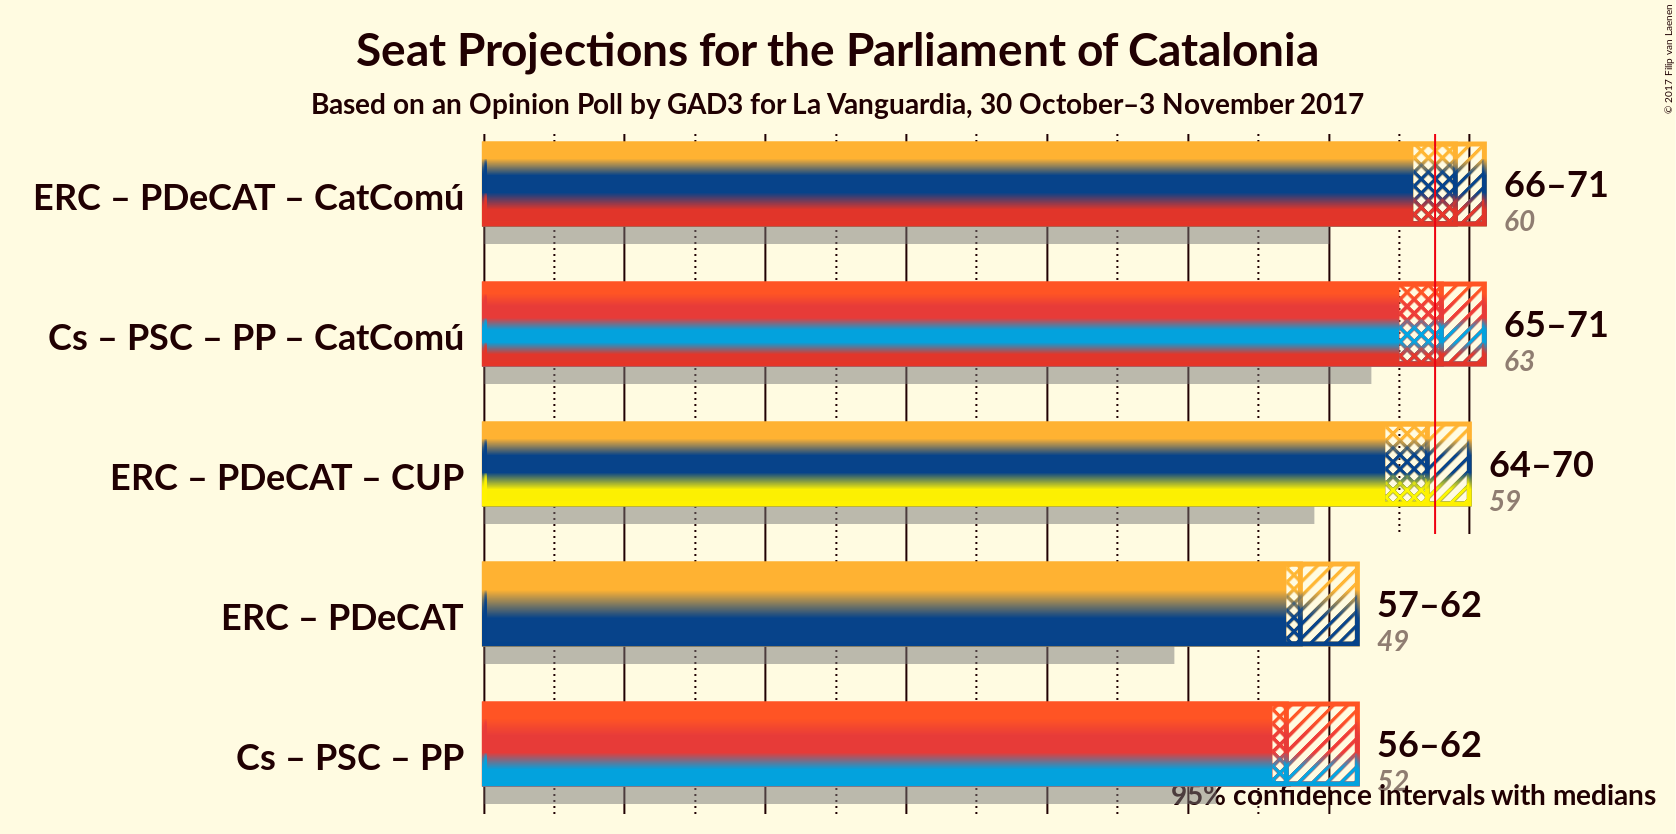 Seat Projections for the Parliament of Catalonia
Based on an Opinion Poll by GAD3 for La Vanguardia, 30 October–3 November 2017
© 2017 Filip van Laenen
ERC – PDeCAT – CatComú
66–71
60
Cs – PSC – PP – CatComú
65–71
63
ERC – PDeCAT – CUP
64–70
59
ERC – PDeCAT
57–62
49
Cs – PSC – PP
56–62
52
95% confidence intervals with medians